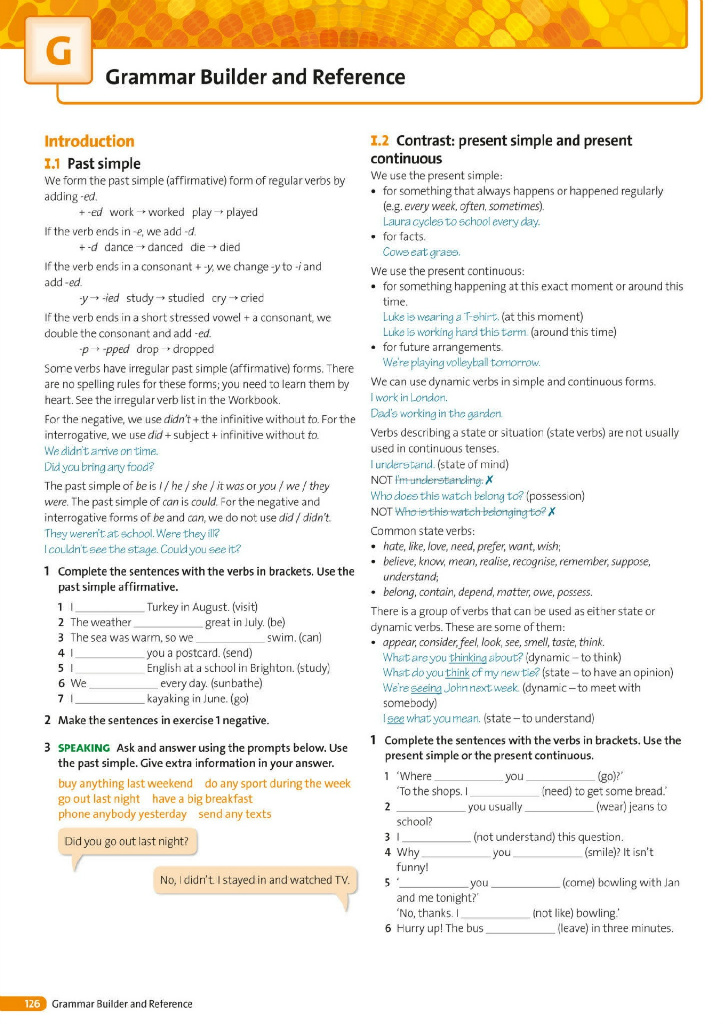 G
Grammar Builder and Reference
Introduction
I.1 Past simple
We form the past simple (affirmative) form of regular verbs by
adding -ed.
+ -ed work → worked play → played
If the verb ends in -e, we add -d.
+ -d dance → danced die → died
If the verb ends in a consonant + -y, we change -y to -i and
add -ed.
-y → -ied study → studied cry → cried
If the verb ends in a short stressed vowel + a consonant, we
double the consonant and add -ed.
-p → -pped drop → dropped
Some verbs have irregular past simple (affirmative) forms. There
are no spelling rules for these forms; you need to learn them by
heart. See the irregular verb list in the Workbook.
For the negative, we use didn't + the infinitive without to. For the
interrogative, we use did + subject + infinitive without to.
We didn't arrive on time.
Did you bring any food?
The past simple of be is I / he / she / it was or you / we / they
were. The past simple of can is could. For the negative and
interrogative forms of be and can, we do not use did / didn't.
They weren't at school. Were they ill?
I couldn't see the stage. Could you see it?
1 Complete the sentences with the verbs in brackets. Use the
past simple affirmative.
1 I ____________ Turkey in August. (visit)
2 The weather ____________ great in July. (be)
3 The sea was warm, so we ____________ swim. (can)
4 I ____________ you a postcard. (send)
5 I ____________ English at a school in Brighton. (study)
6 We ____________ every day. (sunbathe)
7 I ____________ kayaking in June. (go)
2 Make the sentences in exercise 1 negative.
3 SPEAKING Ask and answer using the prompts below. Use
the past simple. Give extra information in your answer.
buy anything last weekend do any sport during the week
go out last night have a big breakfast
phone anybody yesterday send any texts
Did you go out last night?
No, I didn't. I stayed in and watched TV.
I.2 Contrast: present simple and present
continuous
We use the present simple:
• for something that always happens or happened regularly
(e.g. every week, often, sometimes).
Laura cycles to school every day.
• for facts.
Cows eat grass.
We use the present continuous:
• for something happening at this exact moment or around this
time.
Luke is wearing a T-shirt. (at this moment)
Luke is working hard this term. (around this time)
• for future arrangements.
We're playing volleyball tomorrow.
We can use dynamic verbs in simple and continuous forms.
I work in London.
Dad's working in the garden.
Verbs describing a state or situation (state verbs) are not usually
used in continuous tenses.
I understand. (state of mind)
NOT I'm understanding. ✗
Who does this watch belong to? (possession)
NOT Who is this watch belonging to? ✗
Common state verbs:
• hate, like, love, need, prefer, want, wish;
• believe, know, mean, realise, recognise, remember, suppose,
understand;
• belong, contain, depend, matter, owe, possess.
There is a group of verbs that can be used as either state or
dynamic verbs. These are some of them:
• appear, consider, feel, look, see, smell, taste, think.
What are you thinking about? (dynamic – to think)
What do you think of my new tie? (state – to have an opinion)
We're seeing John next week. (dynamic – to meet with
somebody)
I see what you mean. (state – to understand)
1 Complete the sentences with the verbs in brackets. Use the
present simple or the present continuous.
1 'Where ____________ you ____________ (go)?'
'To the shops. I ____________ (need) to get some bread.'
2 ____________ you usually ____________ (wear) jeans to
school?
3 I ____________ (not understand) this question.
4 Why ____________ you ____________ (smile)? It isn't
funny!
5 '____________ you ____________ (come) bowling with Jan
and me tonight?'
'No, thanks. I ____________ (not like) bowling.'
6 Hurry up! The bus ____________ (leave) in three minutes.
126 Grammar Builder and Reference